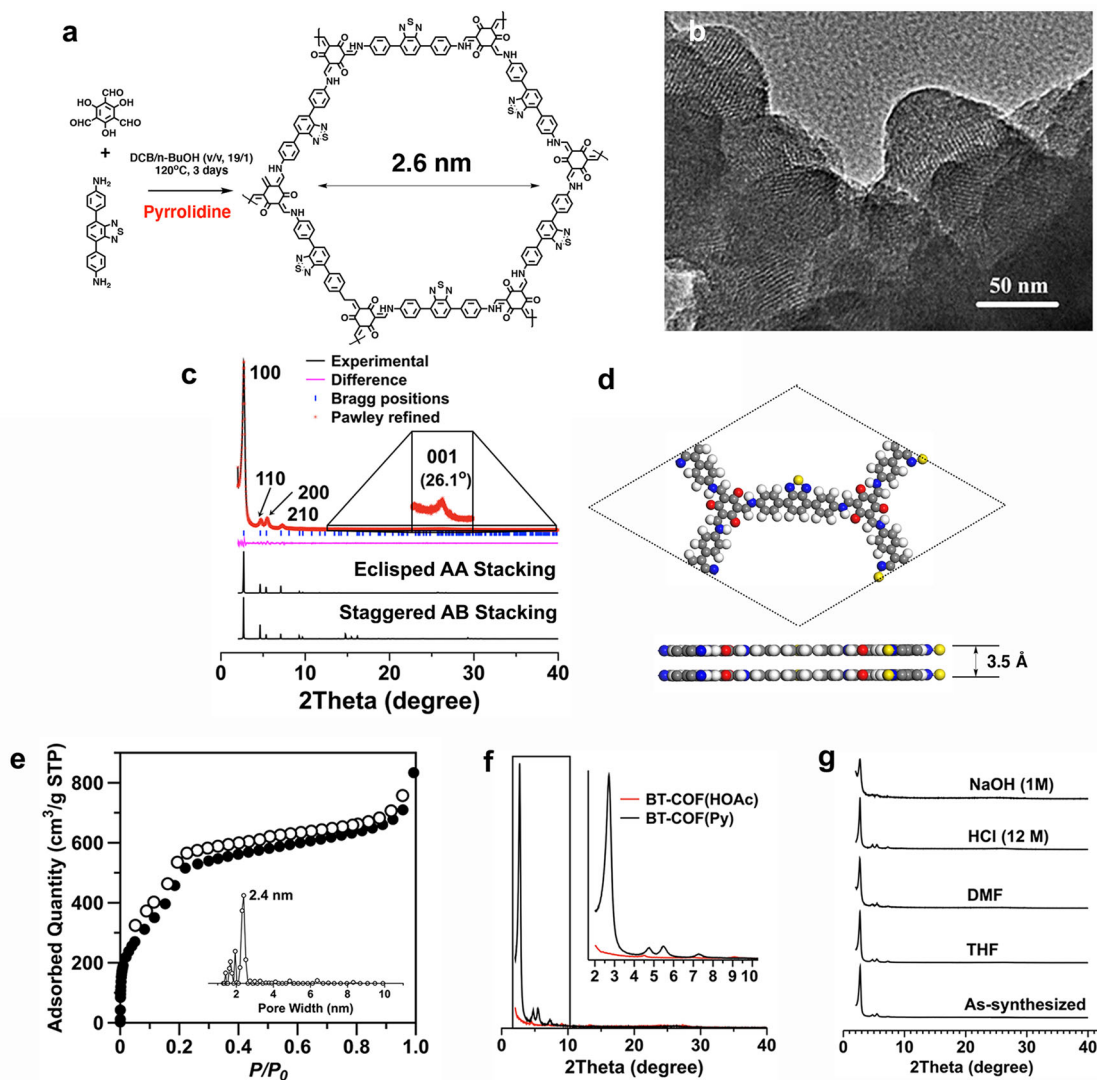 a
CHO
HO
OH
OHC
CHO
OH
+
NH2
N
S
N
NH2
DCB/n-BuOH (v/v, 19/1)
120°C, 3 days
Pyrrolidine
2.6 nm
b
50 nm
c
100
110
200
210
Experimental
Difference
Bragg positions
Pawley refined
001
(26.1°)
Eclisped AA Stacking
Staggered AB Stacking
0 5 10 15 20 25 30 35 40
2Theta (degree)
d
3.5 Å
e
Adsorbed Quantity (cm3/g STP)
800
600
400
200
0
2.4 nm
2 4 6 8 10
Pore Width (nm)
0 0.2 0.4 0.6 0.8 1.0
P/P0
f
BT-COF(HOAc)
BT-COF(Py)
2 3 4 5 6 7 8 9 10
0 10 20 30 40
2Theta (degree)
g
NaOH (1M)
HCl (12 M)
DMF
THF
As-synthesized
0 10 20 30 40
2Theta (degree)